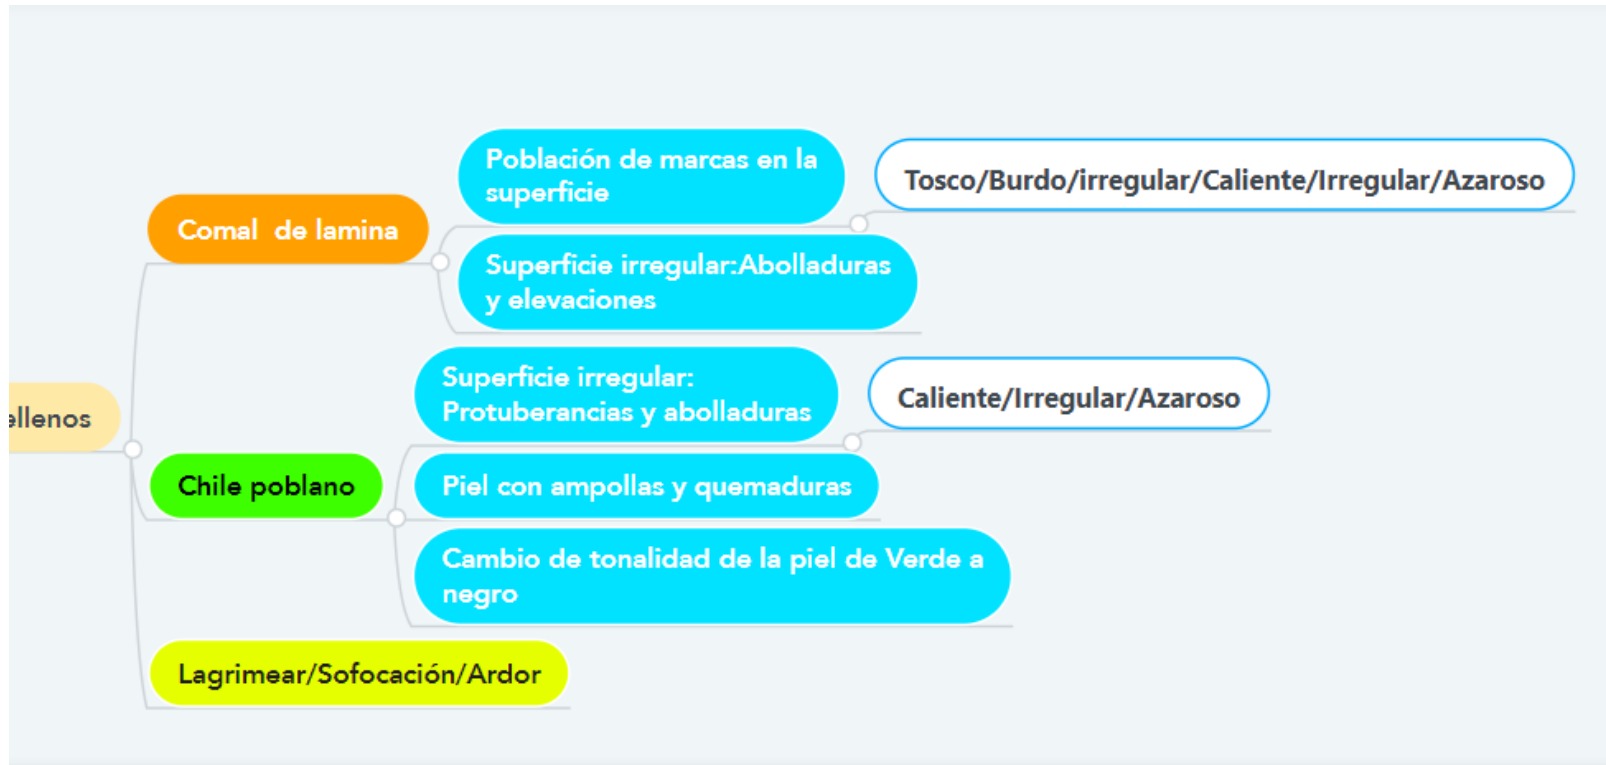 Población de marcas en la
superficie
Tosco/Burdo/irregular/Caliente/Irregular/Azaroso
Comal de lamina
Superficie irregular:Abolladuras
y elevaciones
Superficie irregular:
Protuberancias y abolladuras
Caliente/Irregular/Azaroso
ellenos
Chile poblano
Piel con ampollas y quemaduras
Cambio de tonalidad de la piel de Verde a
negro
Lagrimear/Sofocación/Ardor